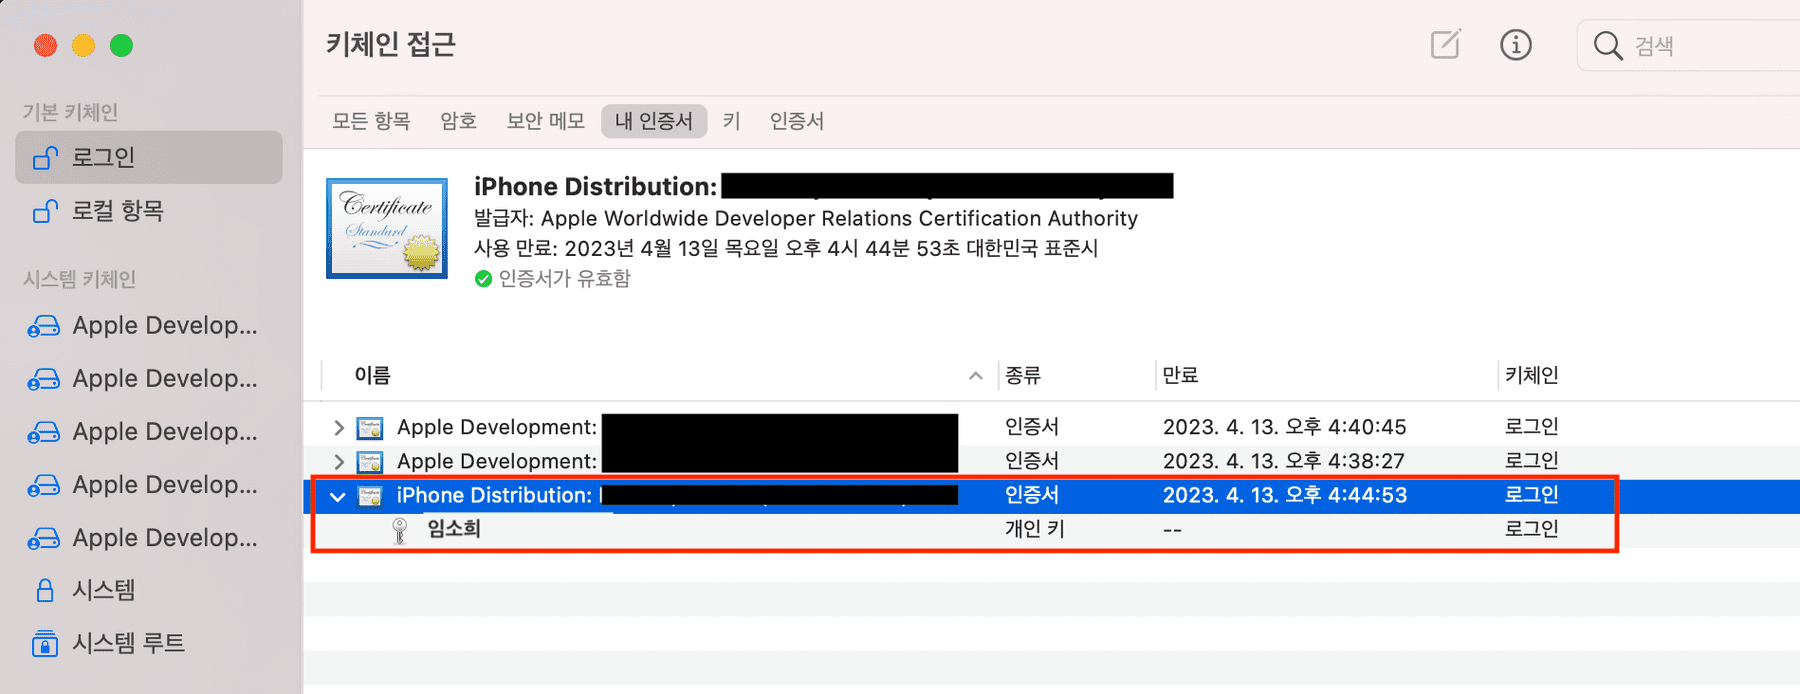 키체인 접근
검색
기본 키체인
로그인
로컬 항목
시스템 키체인
Apple Develop...
Apple Develop...
Apple Develop...
Apple Develop...
Apple Develop...
시스템
시스템 루트
모든 항목 암호 보안 메모 내 인증서 키 인증서
Certificate
Standard
iPhone Distribution:
발급자: Apple Worldwide Developer Relations Certification Authority
사용 만료: 2023년 4월 13일 목요일 오후 4시 44분 53초 대한민국 표준시
인증서가 유효함
이름 종류 만료 키체인
Apple Development: 인증서 2023. 4. 13. 오후 4:40:45 로그인
Apple Development: 인증서 2023. 4. 13. 오후 4:38:27 로그인
iPhone Distribution: 인증서 2023. 4. 13. 오후 4:44:53 로그인
임소희 개인 키 -- 로그인